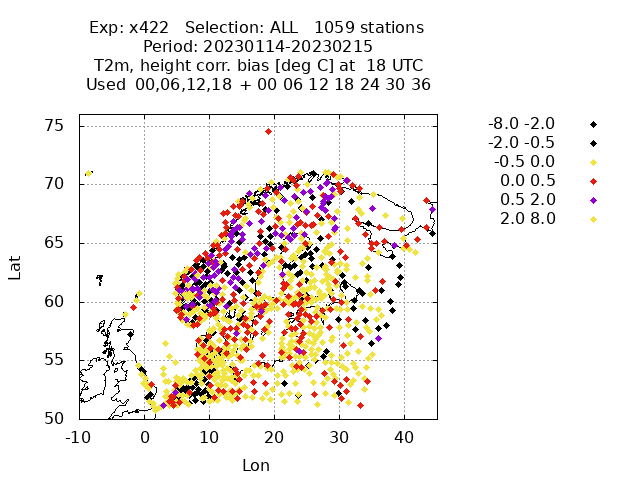 Exp: x422   Selection: ALL   1059 stations
Period: 20230114-20230215
T2m, height corr. bias [deg C] at  18 UTC
Used  00,06,12,18  + 00 06 12 18 24 30 36
-8.0 -2.0
-2.0 -0.5
-0.5 0.0
0.0 0.5
0.5 2.0
2.0 8.0
75
70
65
60
55
50
Lat
-10 0 10 20 30 40
Lon